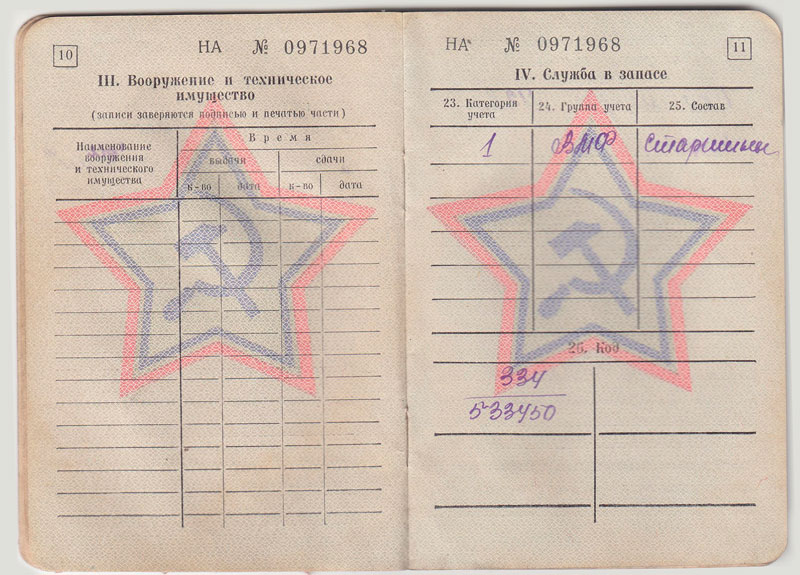 10
НА № 0971968
III. Вооружение и техническое
имущество
(записи заверяются подписью и печатью части)
Наименование
вооружения
и технического
имущества
Время
выдачи
сдачи
к-во
дата
к-во
дата
НА № 0971968
11
IV. Служба в запасе
23. Категория
учета
24. Группа учета
25. Состав
1
ВМФ
Старшины
26. Код
334
533450